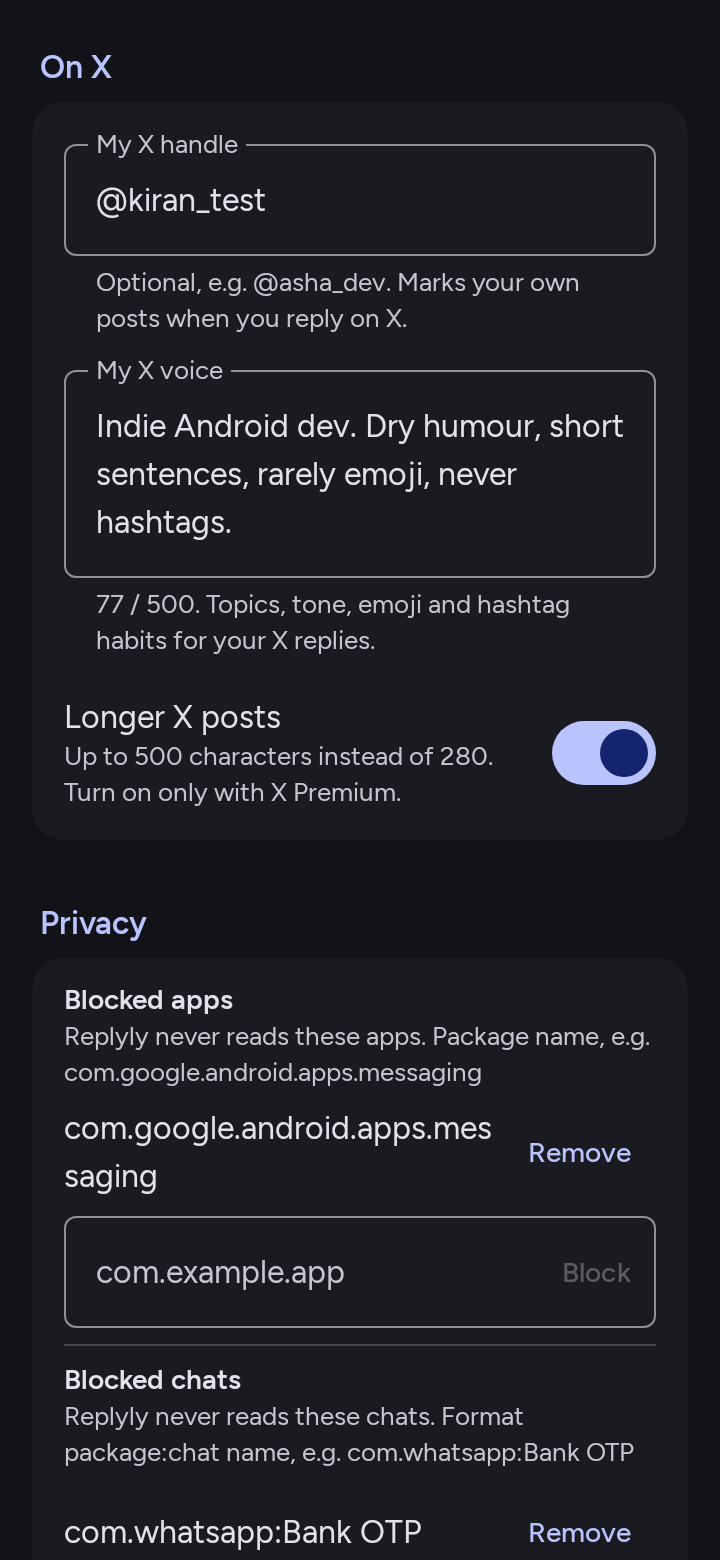 On X
My X handle
@kiran_test
Optional, e.g. @asha_dev. Marks your own
posts when you reply on X.
My X voice
Indie Android dev. Dry humour, short
sentences, rarely emoji, never
hashtags.
77 / 500. Topics, tone, emoji and hashtag
habits for your X replies.
Longer X posts
Up to 500 characters instead of 280.
Turn on only with X Premium.
Privacy
Blocked apps
Replyly never reads these apps. Package name, e.g.
com.google.android.apps.messaging
com.google.android.apps.mes
saging
Remove
com.example.app
Block
Blocked chats
Replyly never reads these chats. Format
package:chat name, e.g. com.whatsapp:Bank OTP
com.whatsapp:Bank OTP
Remove